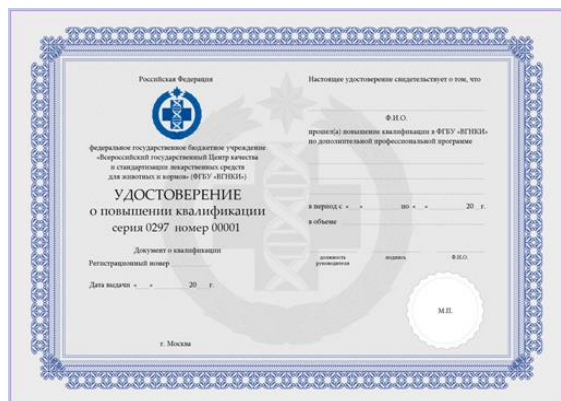 Российская Федерация
федеральное государственное бюджетное учреждение
«Всероссийский государственный Центр качества
и стандартизации лекарственных средств
для животных и кормов» (ФГБУ «ВГНКИ»)
УДОСТОВЕРЕНИЕ
о повышении квалификации
серия 0297 номер 00001
Документ о квалификации
Регистрационный номер
Дата выдачи « » 20 г.
г. Москва
Настоящее удостоверение свидетельствует о том, что
Ф.И.О.
прошел(а) повышение квалификации в ФГБУ «ВГНКИ»
по дополнительной профессиональной программе
в период с « » по « » 20 г.
в объеме
должность руководителя подпись Ф.И.О.
М.П.